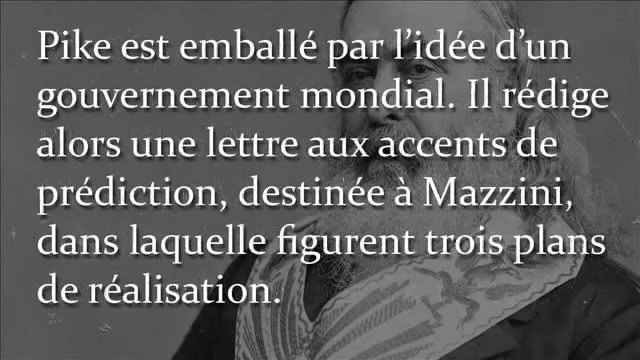 Pike est emballé par l’idée d’un
gouvernement mondial. Il rédige
alors une lettre aux accents de
prédiction, destinée à Mazzini,
dans laquelle figurent trois plans
de réalisation.